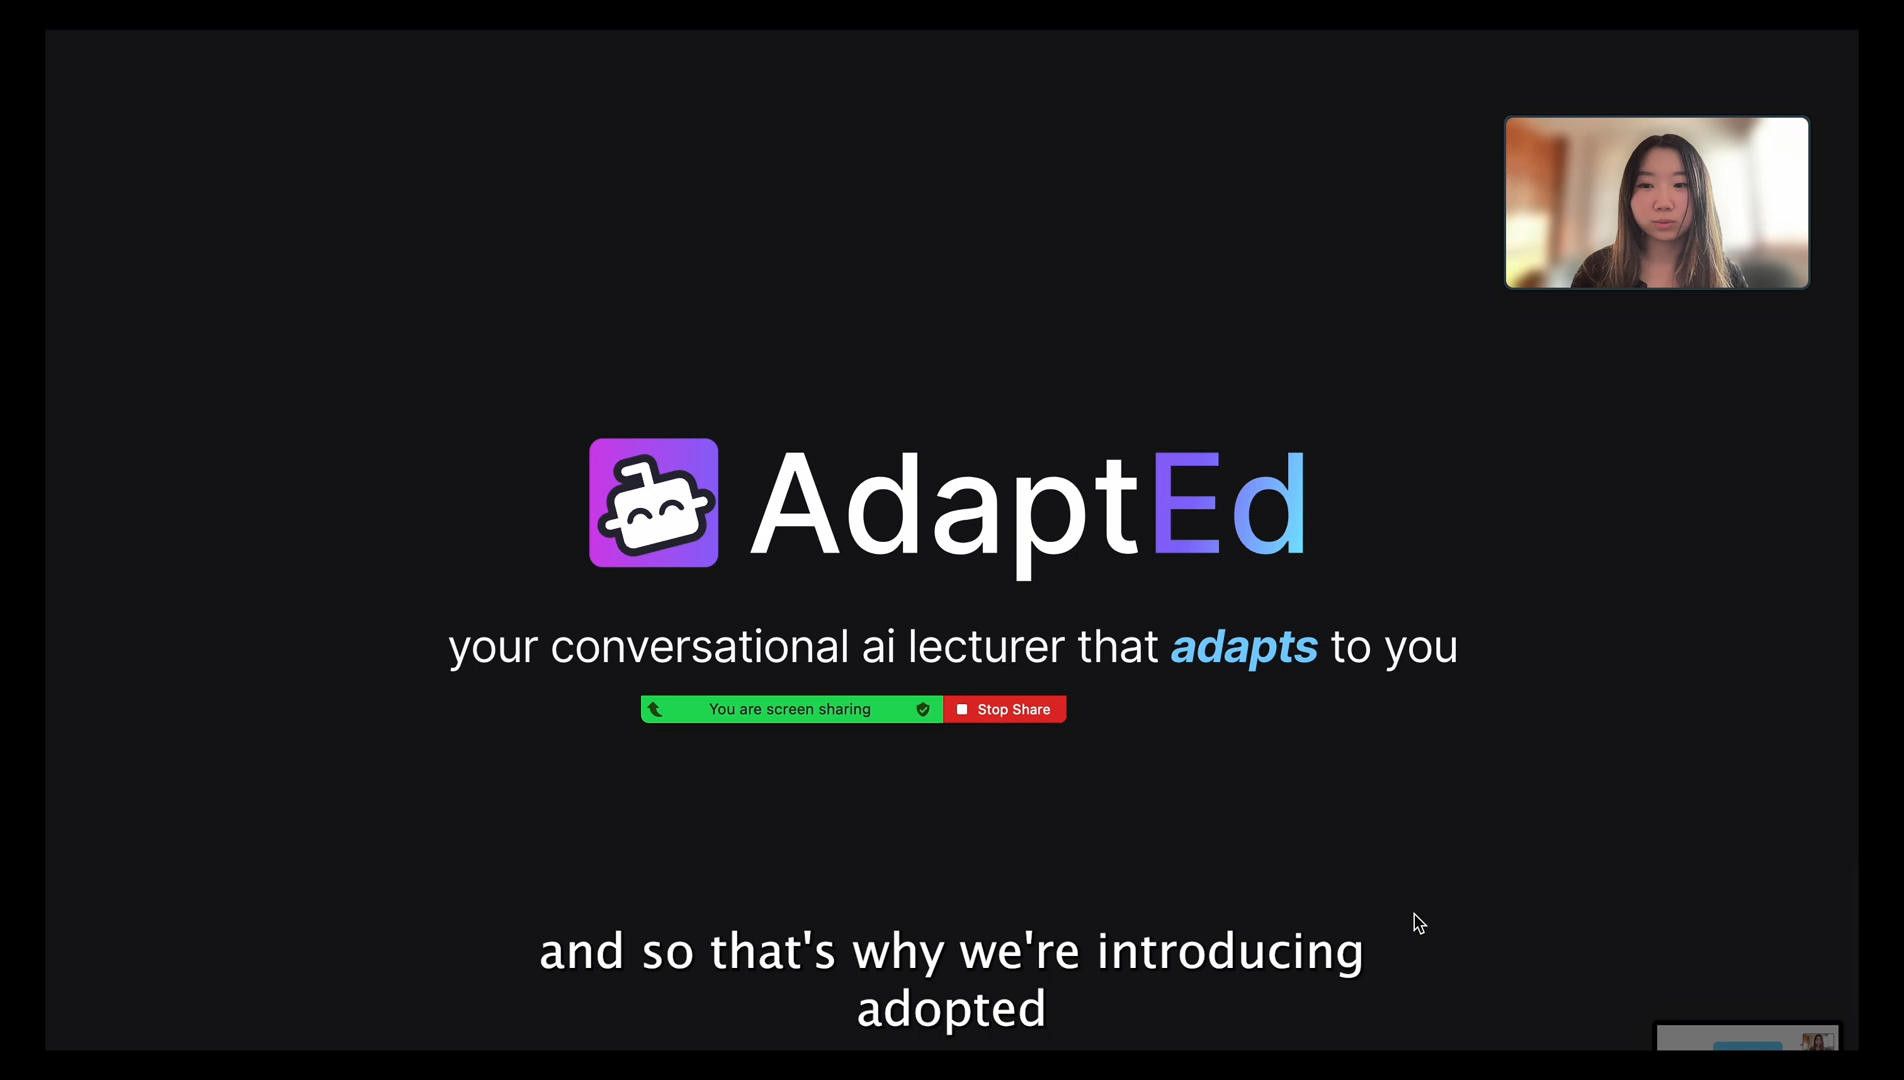 AdaptEd
your conversational ai lecturer that adapts to you
You are screen sharing
Stop Share
and so that's why we're introducing
adopted